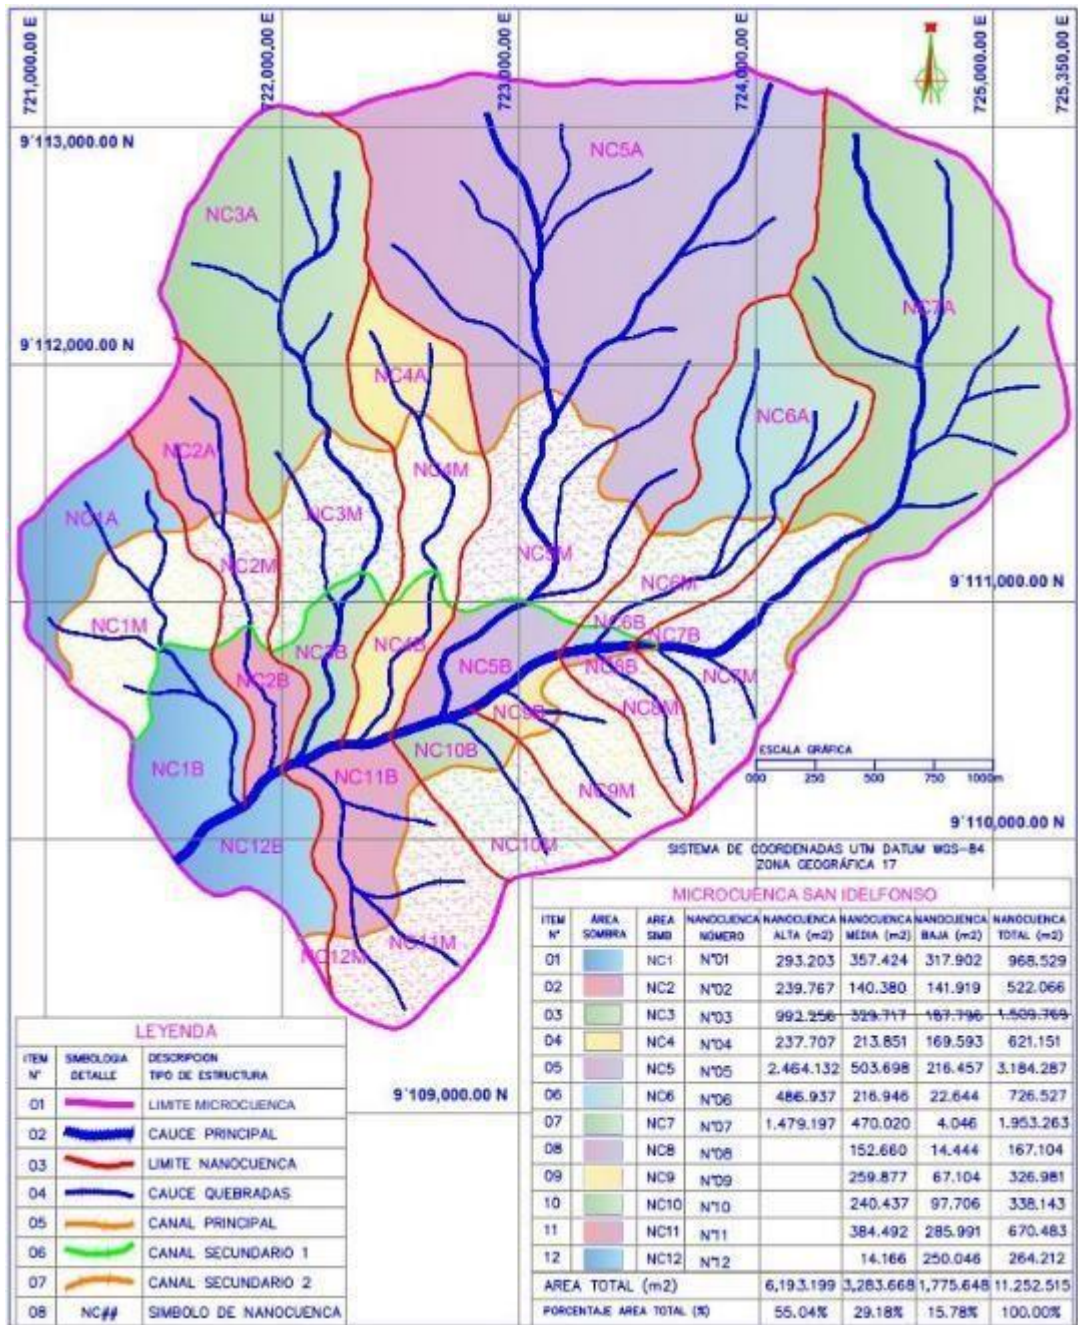 721,000.00 E
722,000.00 E
723,000.00 E
724,000.00 E
725,000.00 E
725,350.00 E
9´113,000.00 N
NC5A
NC3A
NC7A
9´112,000.00 N
NC4A
NC6A
NC2A
NC4M
NC1A
NC3M
NC2M
NC5M
NC6M
9´111,000.00 N
NC1M
NC6B
NC7B
NC3B
NC4B
NC5B
NC8B
NC7M
NC2B
NC8M
NC9B
NC10B
ESCALA GRÁFICA
000 250 500 750 1000m
NC1B
NC11B
NC9M
9´110,000.00 N
NC12B
NC10M
SISTEMA DE COORDENADAS UTM DATUM WGS-84
ZONA GEOGRÁFICA 17
NC11M
NC12M
MICROCUENCA SAN IDELFONSO
ITEM N° ÁREA SOMBRA AREA SIMB NANOCUENCA NÚMERO NANOCUENCA ALTA (m2) NANOCUENCA MEDIA (m2) NANOCUENCA BAJA (m2) NANOCUENCA TOTAL (m2)
01 NC1 N°01 293.203 357.424 317.902 968.529
02 NC2 N°02 239.767 140.380 141.919 522.066
03 NC3 N°03 992.256 329.717 187.796 1.509.769
04 NC4 N°04 237.707 213.851 169.593 621.151
05 NC5 N°05 2.464.132 503.698 216.457 3.184.287
06 NC6 N°06 486.937 216.946 22.644 726.527
07 NC7 N°07 1.479.197 470.020 4.046 1.953.263
08 NC8 N°08 152.660 14.444 167.104
09 NC9 N°09 259.877 67.104 326.981
10 NC10 N°10 240.437 97.706 338.143
11 NC11 N°11 384.492 285.991 670.483
12 NC12 N°12 14.166 250.046 264.212
AREA TOTAL (m2) 6,193.199 3,283.668 1,775.648 11.252.515
PORCENTAJE AREA TOTAL (%) 55.04% 29.18% 15.78% 100.00%
9´109,000.00 N
LEYENDA
ITEM N° SIMBOLOGIA DETALLE DESCRIPCION TIPO DE ESTRUCTURA
01 LIMITE MICROCUENCA
02 CAUCE PRINCIPAL
03 LIMITE NANOCUENCA
04 CAUCE QUEBRADAS
05 CANAL PRINCIPAL
06 CANAL SECUNDARIO 1
07 CANAL SECUNDARIO 2
08 NC## SIMBOLO DE NANOCUENCA